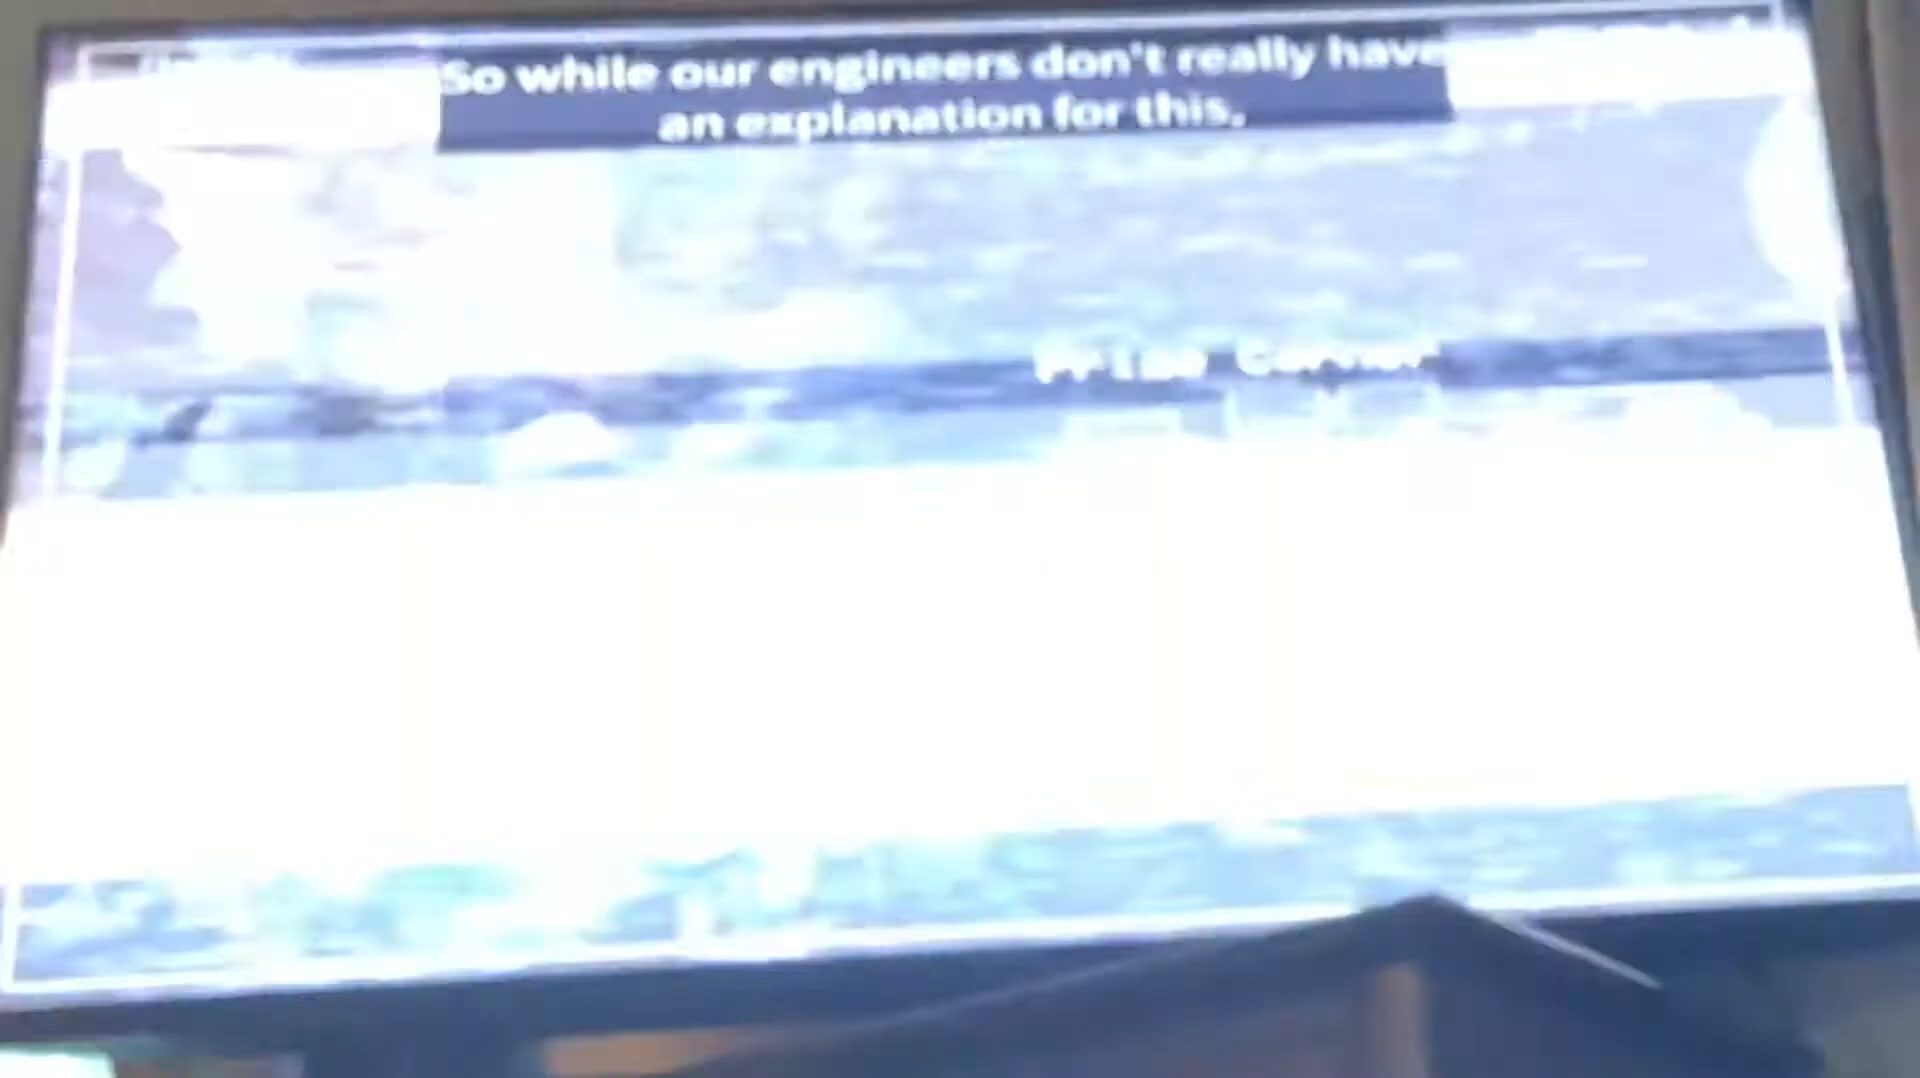 So while our engineers don't really have
an explanation for this,